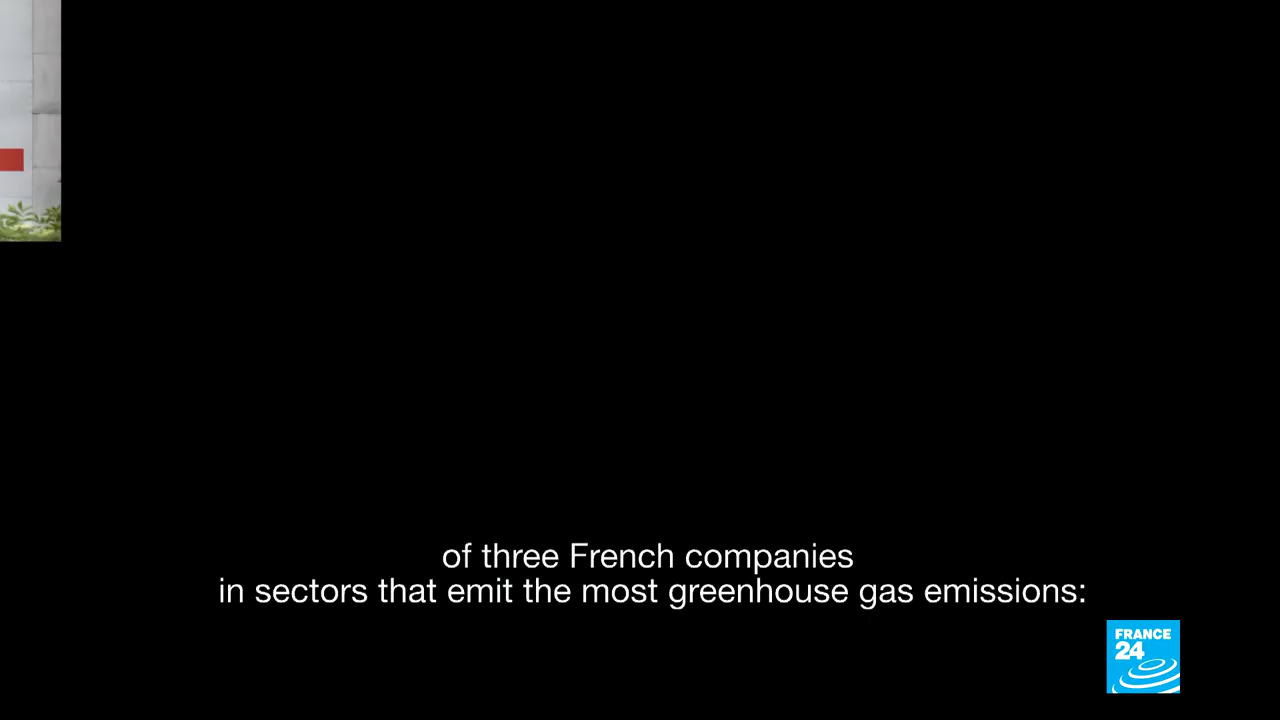 of three French companies
in sectors that emit the most greenhouse gas emissions:
FRANCE
24